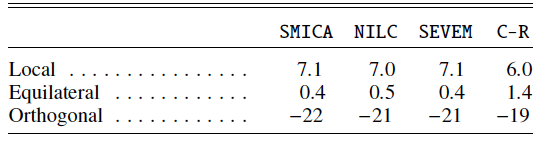 SMICA NILC SEVEM C-R
Local . . . . . . . . . . . . . . . . 7.1 7.0 7.1 6.0
Equilateral . . . . . . . . . . . . 0.4 0.5 0.4 1.4
Orthogonal . . . . . . . . . . . . −22 −21 −21 −19